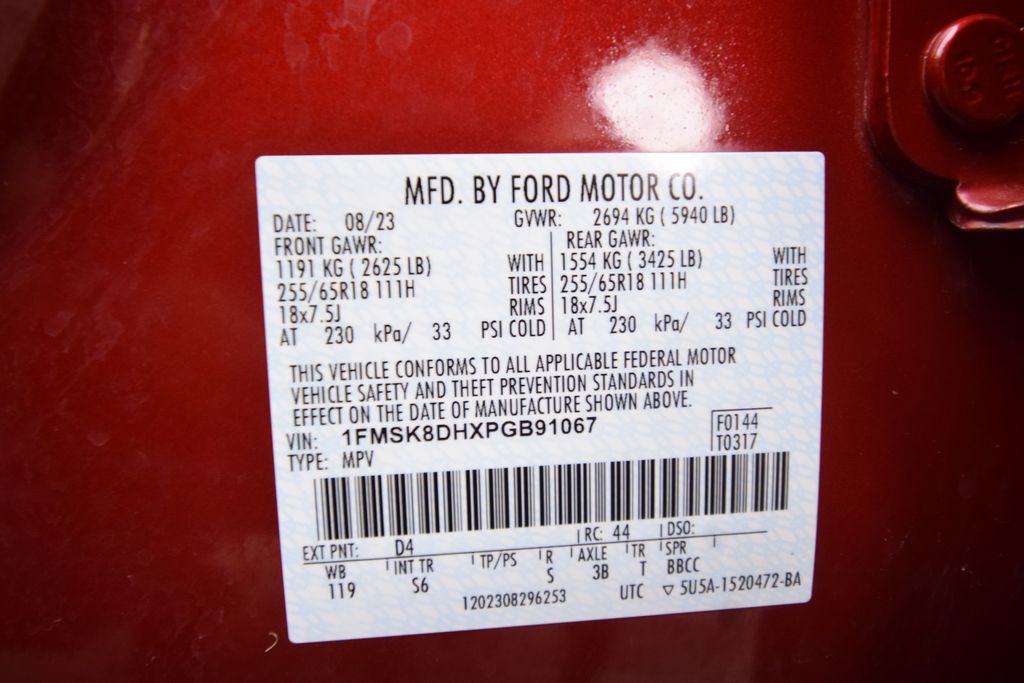 MFD. BY FORD MOTOR CO.
DATE: 08/23 GVWR: 2694 KG ( 5940 LB)
FRONT GAWR: REAR GAWR:
1191 KG ( 2625 LB) WITH 1554 KG ( 3425 LB) WITH
255/65R18 111H TIRES 255/65R18 111H TIRES
18x7.5J RIMS 18x7.5J RIMS
AT 230 kPa/ 33 PSI COLD AT 230 kPa/ 33 PSI COLD
THIS VEHICLE CONFORMS TO ALL APPLICABLE FEDERAL MOTOR
VEHICLE SAFETY AND THEFT PREVENTION STANDARDS IN
EFFECT ON THE DATE OF MANUFACTURE SHOWN ABOVE.
VIN: 1FMSK8DHXPGB91067 F0144
TYPE: MPV T0317
EXT PNT: D4 RC: 44 DSO:
WB INT TR TP/PS R AXLE TR SPR
119 S6 S 3B T BBCC
1202308296253 UTC ▽ 5U5A-1520472-BA